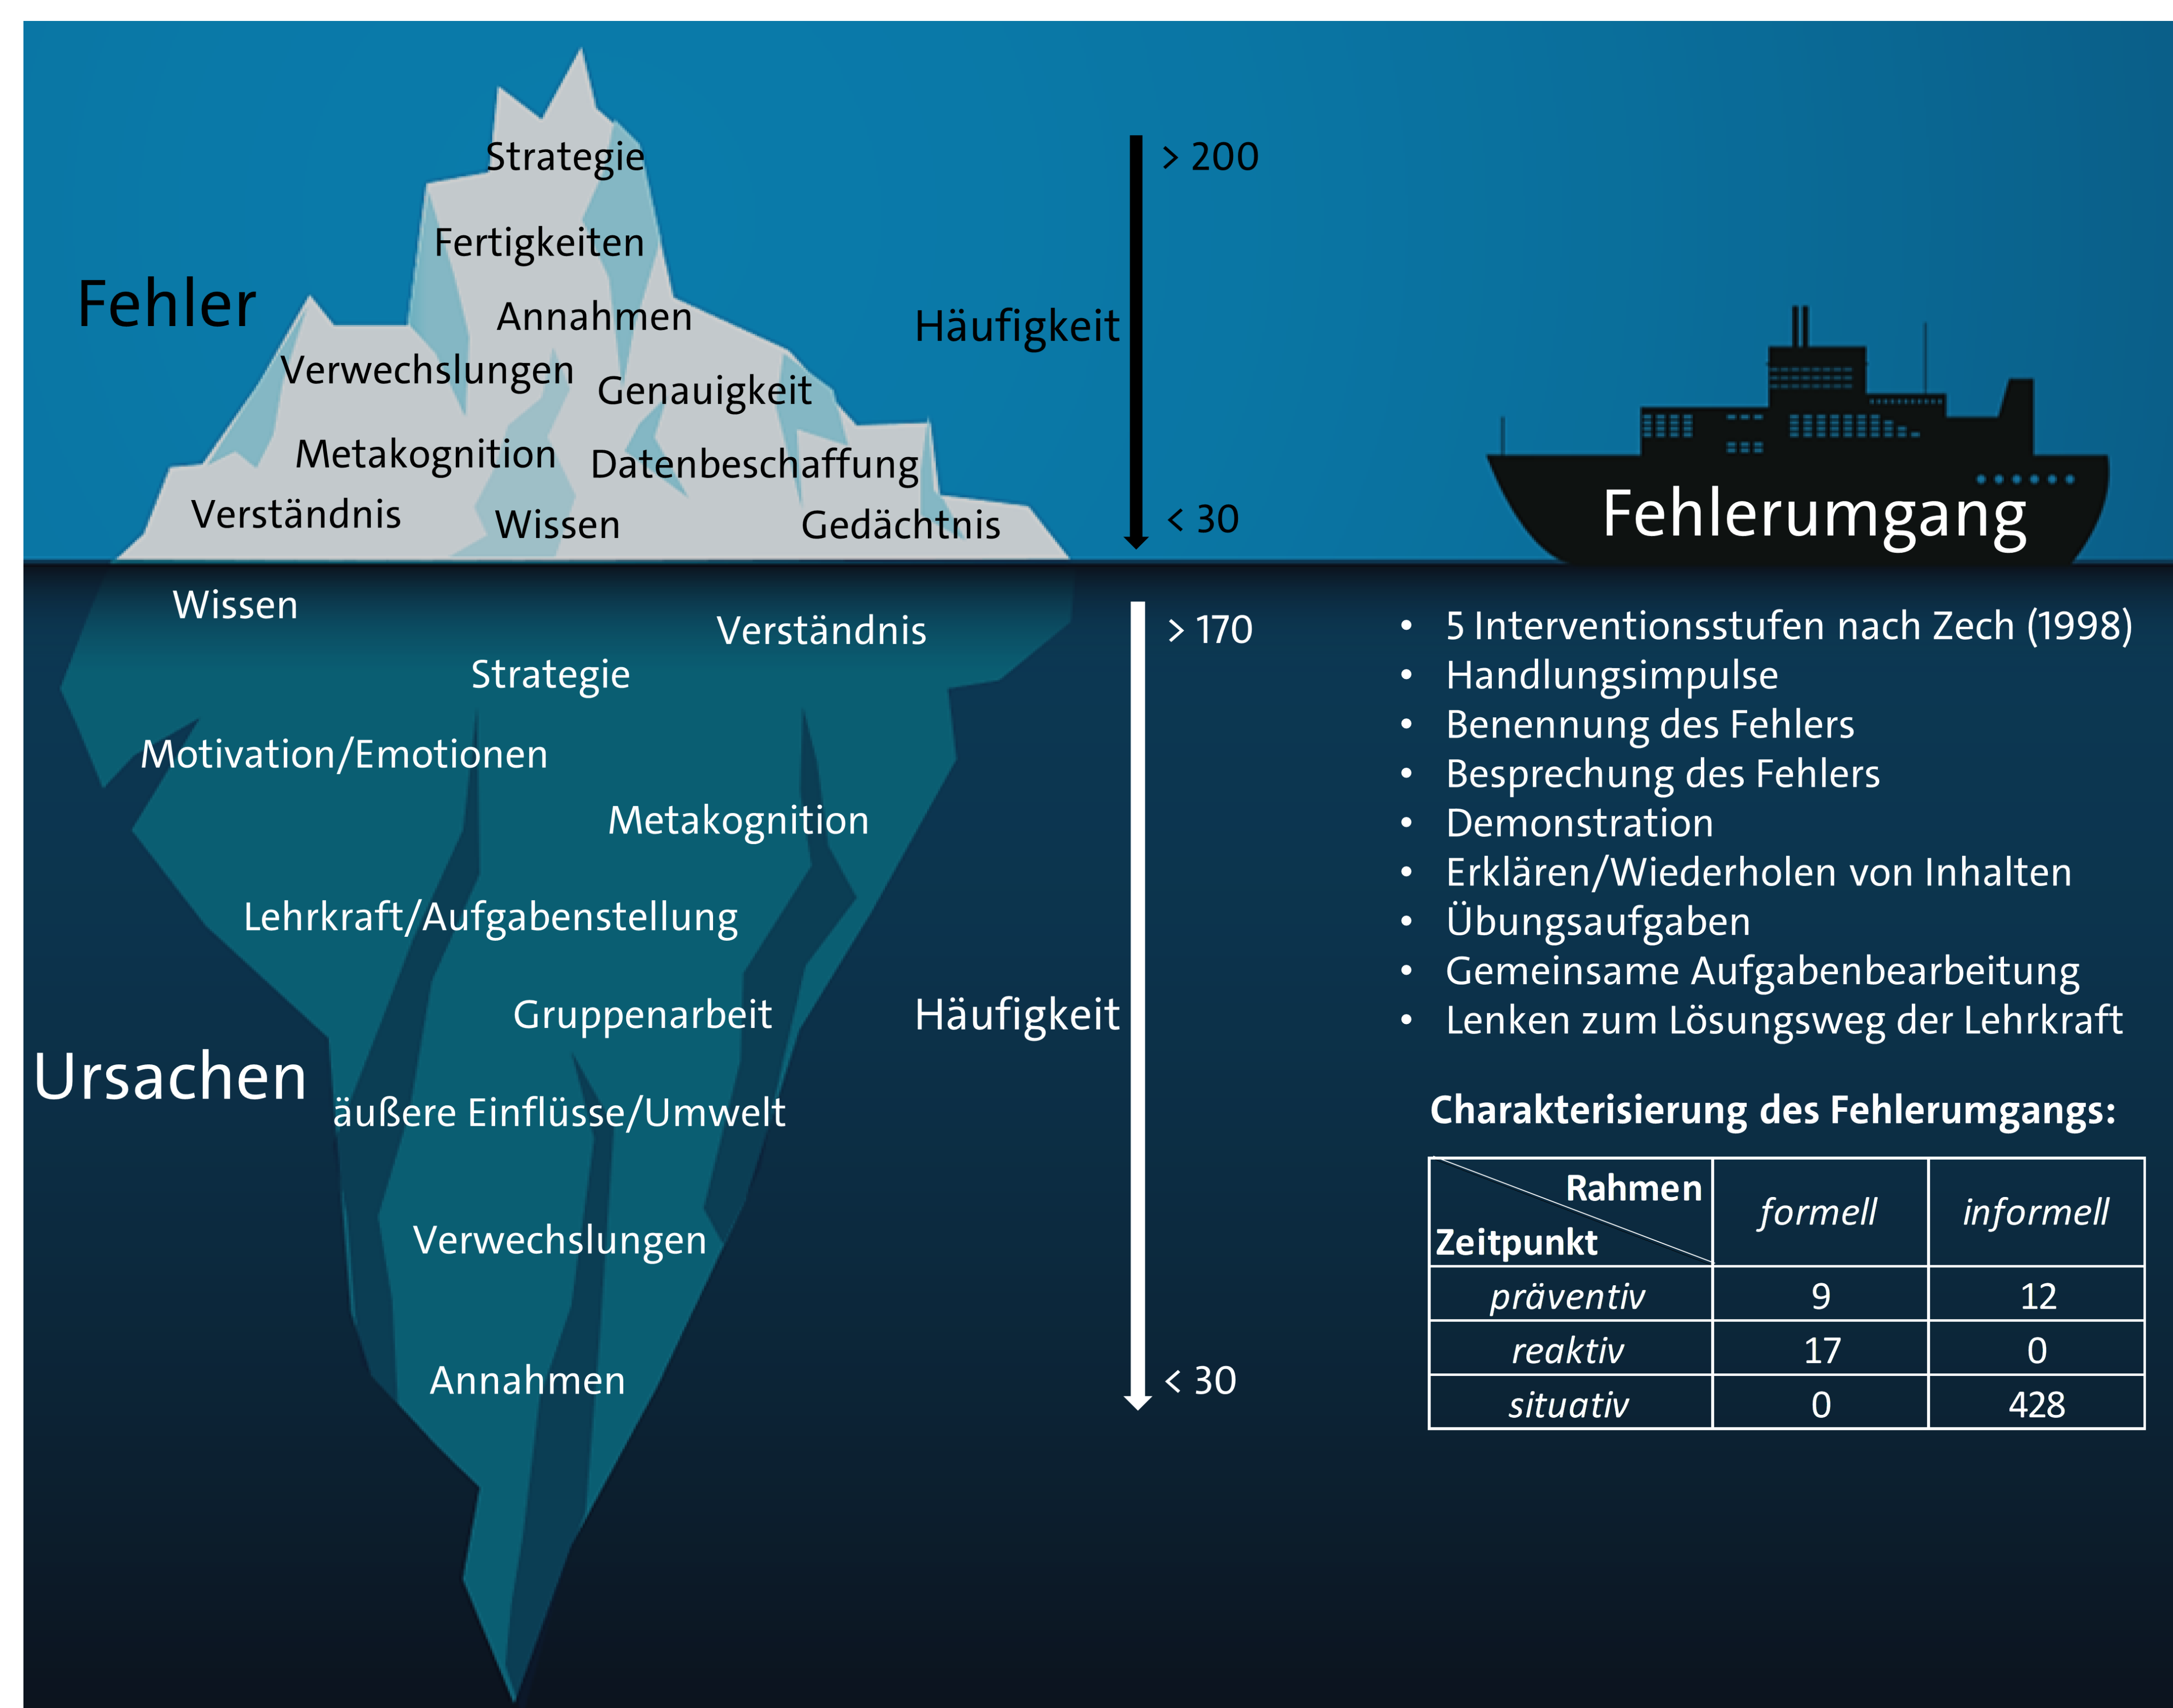 Fehler
Strategie
Fertigkeiten
Annahmen
Verwechslungen
Genauigkeit
Metakognition
Datenbeschaffung
Verständnis
Wissen
Gedächtnis
Häufigkeit
> 200
< 30
Fehlerumgang
Ursachen
Wissen
Verständnis
Strategie
Motivation/Emotionen
Metakognition
Lehrkraft/Aufgabenstellung
Gruppenarbeit
äußere Einflüsse/Umwelt
Verwechslungen
Annahmen
Häufigkeit
> 170
< 30
• 5 Interventionsstufen nach Zech (1998)
• Handlungsimpulse
• Benennung des Fehlers
• Besprechung des Fehlers
• Demonstration
• Erklären/Wiederholen von Inhalten
• Übungsaufgaben
• Gemeinsame Aufgabenbearbeitung
• Lenken zum Lösungsweg der Lehrkraft
Charakterisierung des Fehlerumgangs:
Rahmen
Zeitpunkt
formell informell
präventiv 9 12
reaktiv 17 0
situativ 0 428